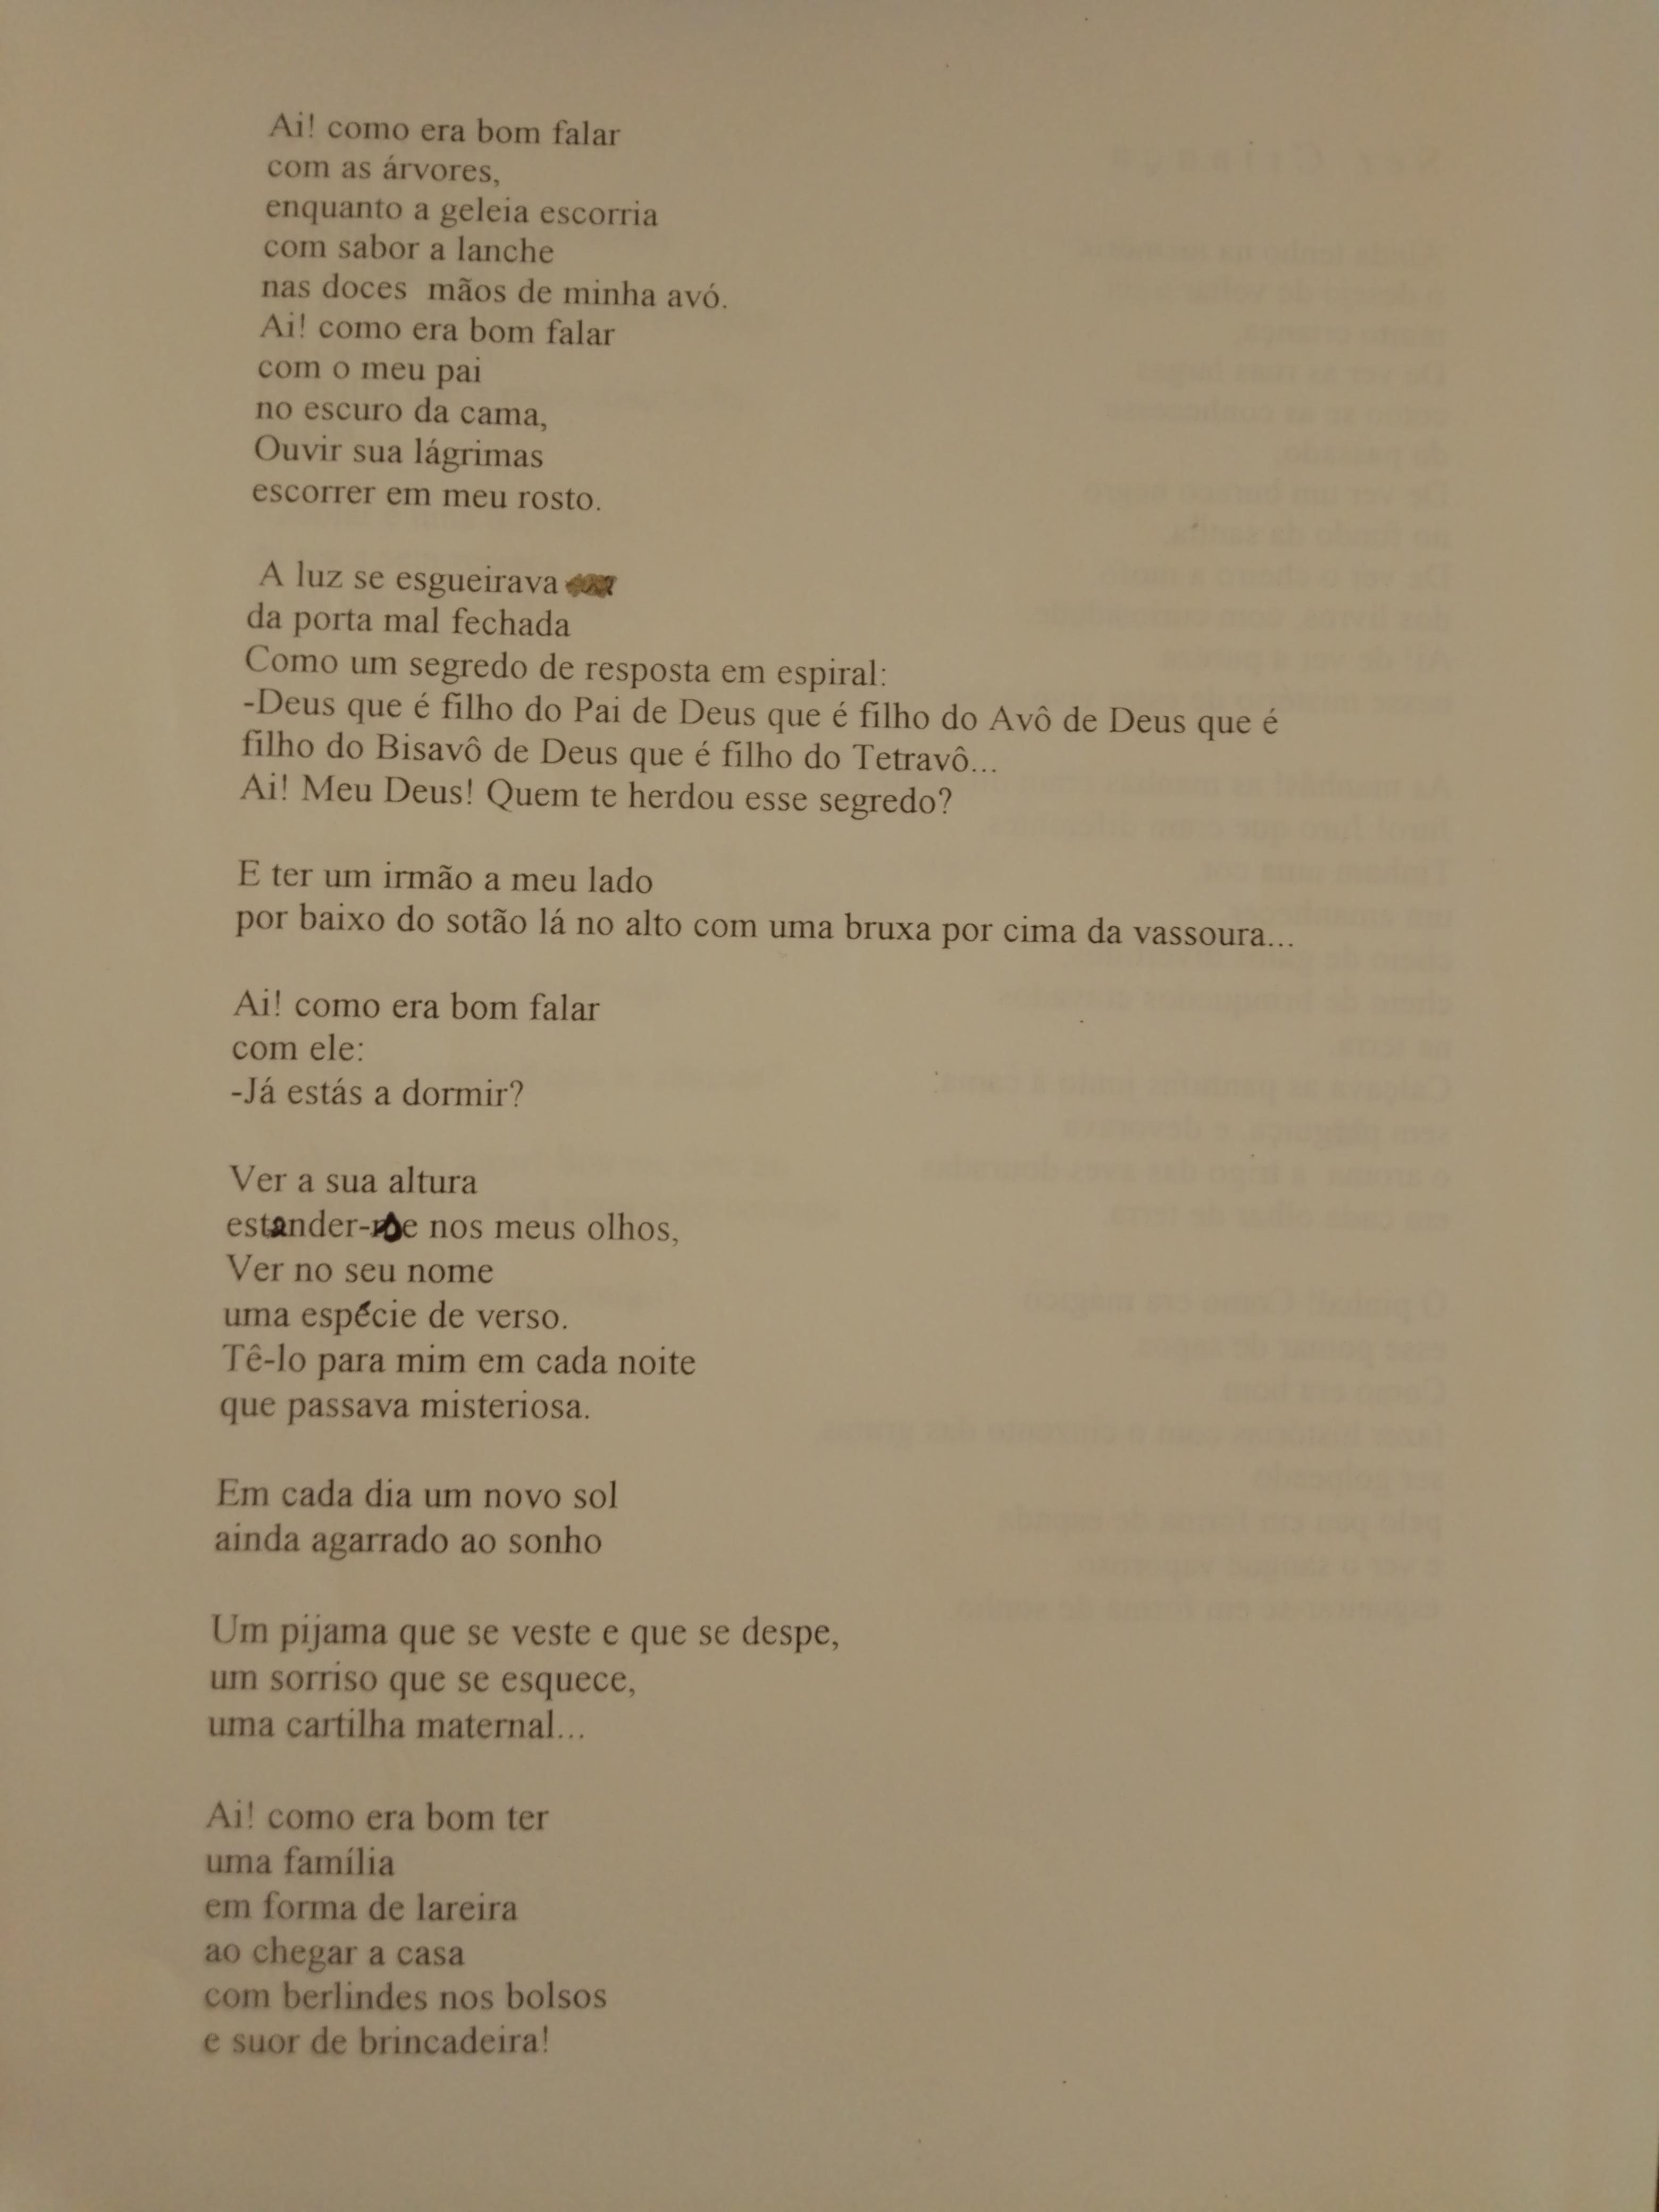 Ai! como era bom falar
com as árvores,
enquanto a geleia escorria
com sabor a lanche
nas doces mãos de minha avó.
Ai! como era bom falar
com o meu pai
no escuro da cama,
Ouvir sua lágrimas
escorrer em meu rosto.
A luz se esgueirava
da porta mal fechada
Como um segredo de resposta em espiral:
-Deus que é filho do Pai de Deus que é filho do Avô de Deus que é
filho do Bisavô de Deus que é filho do Tetravô...
Ai! Meu Deus! Quem te herdou esse segredo?
E ter um irmão a meu lado
por baixo do sotão lá no alto com uma bruxa por cima da vassoura...
Ai! como era bom falar
com ele:
-Já estás a dormir?
Ver a sua altura
nos meus olhos,
Ver no seu nome
uma espécie de verso.
Tê-lo para mim em cada noite
que passava misteriosa.
Em cada dia um novo sol
ainda agarrado ao sonho
Um pijama que se veste e que se despe,
um sorriso que se esquece,
uma cartilha maternal...
Ai! como era bom ter
uma família
em forma de lareira
ao chegar a casa
com berlindes nos bolsos
e suor de brincadeira!